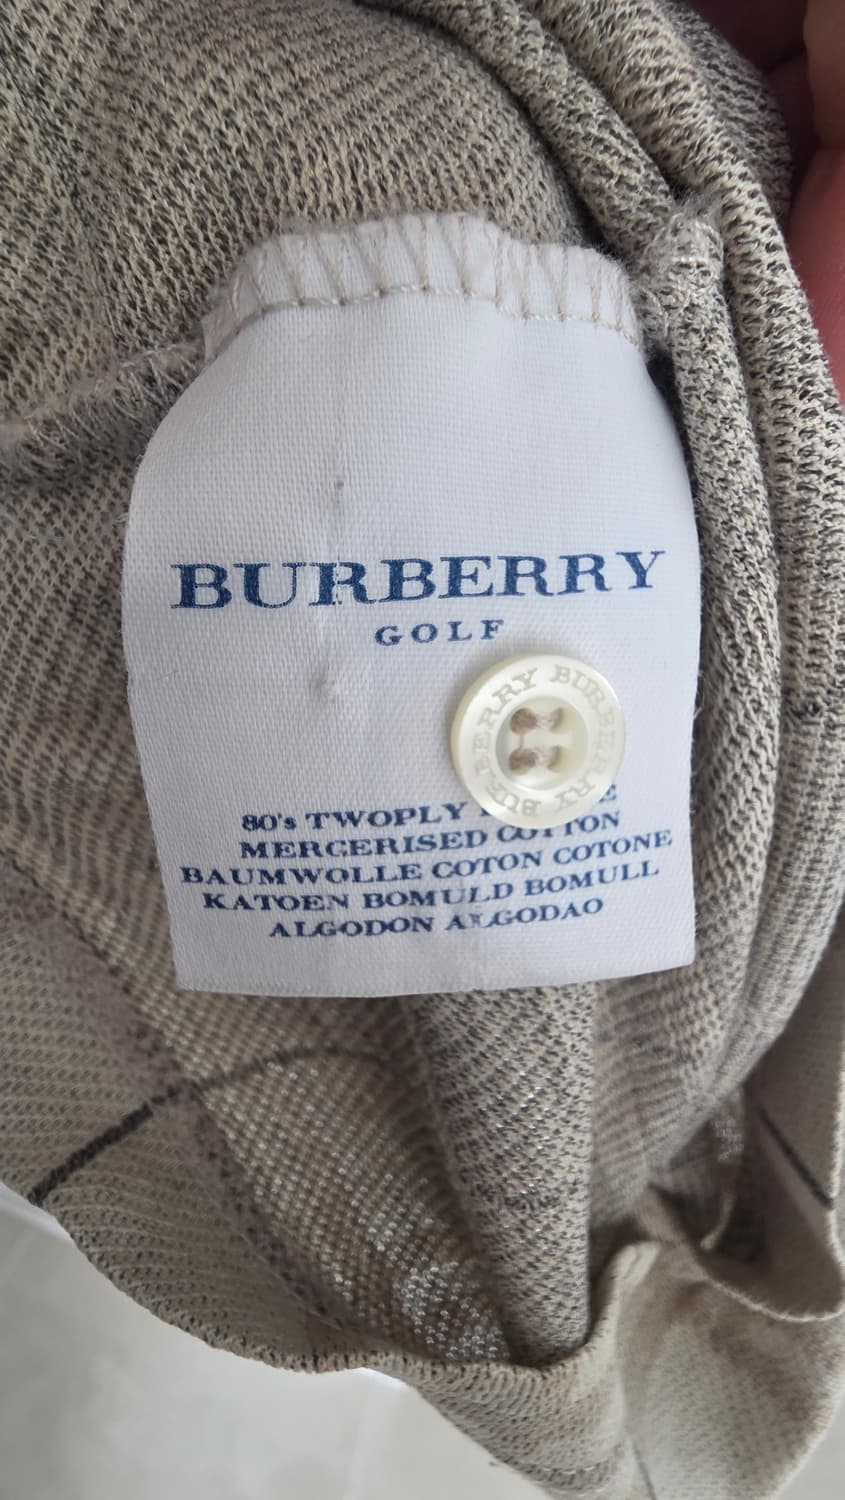 BURBERRY
GOLF
BURBERRY BURBERRY
80's TWOPLY
MERCERISED COTTON
BAUMWOLLE COTON COTONE
KATOEN BOMULD BOMULL
ALGODON ALGODAO